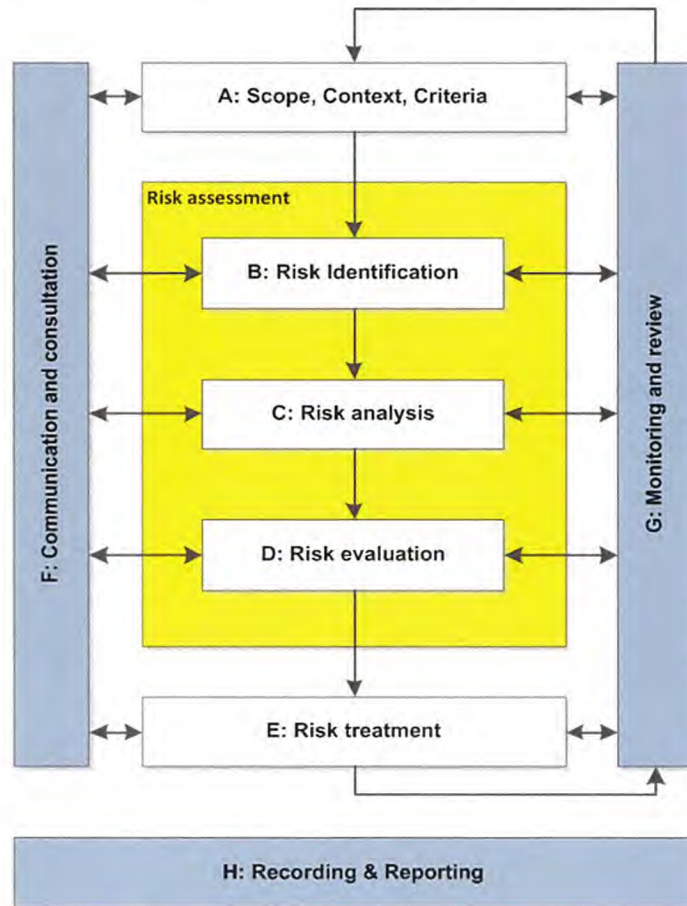 A: Scope, Context, Criteria
Risk assessment
B: Risk Identification
C: Risk analysis
D: Risk evaluation
E: Risk treatment
F: Communication and consultation
G: Monitoring and review
H: Recording & Reporting